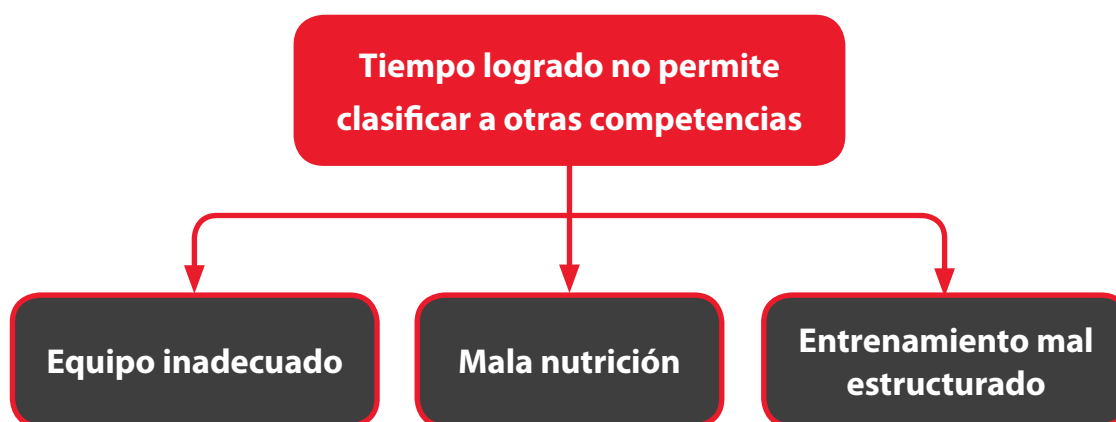 Tiempo logrado no permite
clasificar a otras competencias
Equipo inadecuado
Mala nutrición
Entrenamiento mal
estructurado